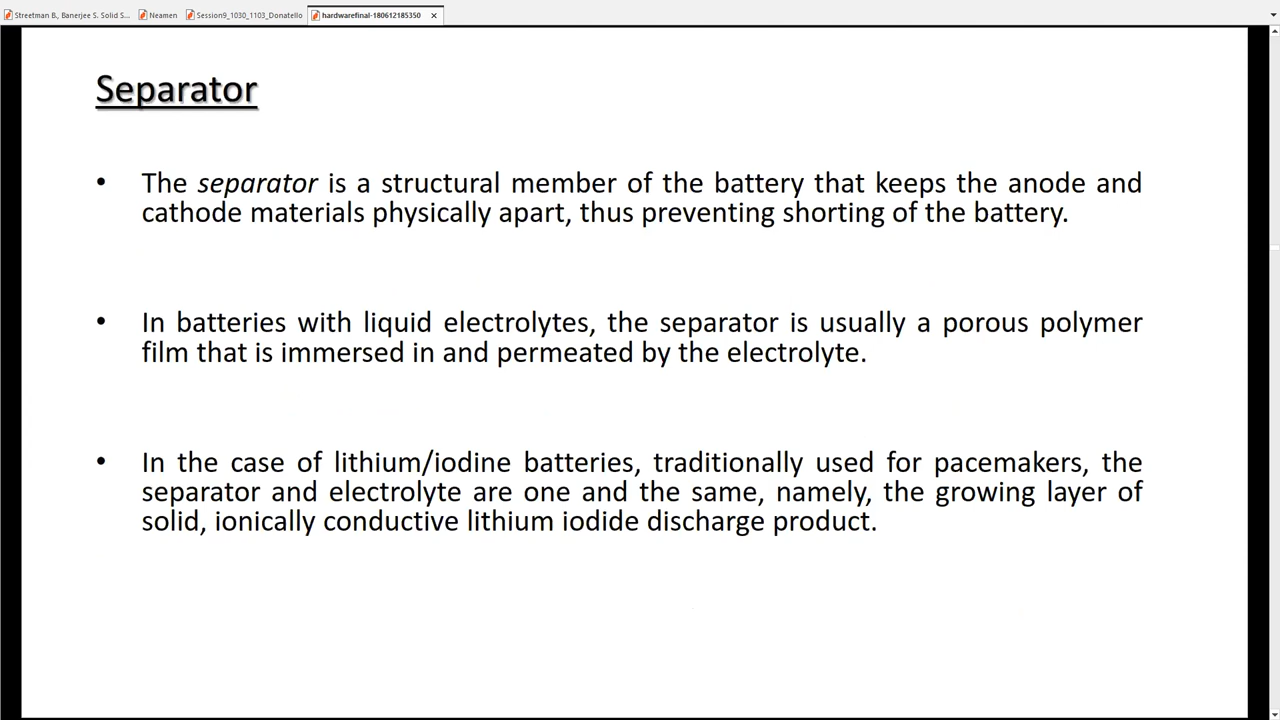 Streetman B., Banerjee S. Solid S... Neamen Session9_1030_1103_Donatello hardwarefinal-180612185350
Separator
• The separator is a structural member of the battery that keeps the anode and
cathode materials physically apart, thus preventing shorting of the battery.
• In batteries with liquid electrolytes, the separator is usually a porous polymer
film that is immersed in and permeated by the electrolyte.
• In the case of lithium/iodine batteries, traditionally used for pacemakers, the
separator and electrolyte are one and the same, namely, the growing layer of
solid, ionically conductive lithium iodide discharge product.